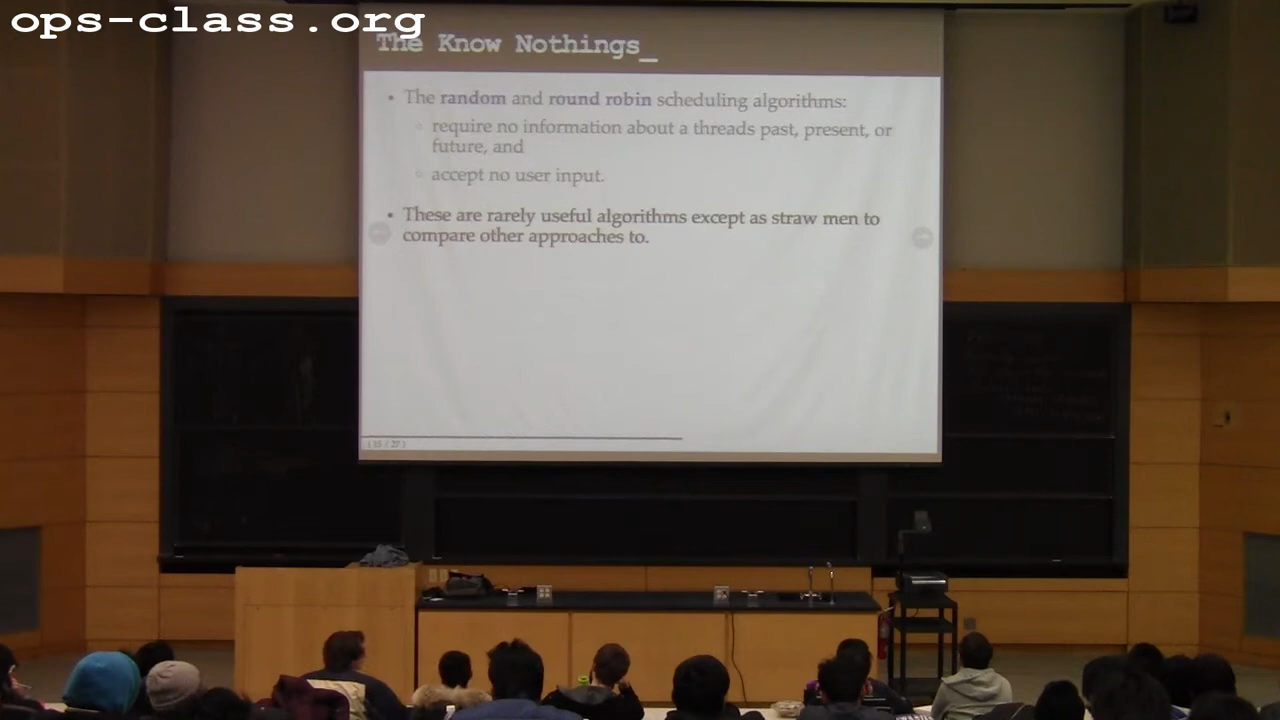 ops-class.org
The Know Nothings_
• The random and round robin scheduling algorithms:
◦ require no information about a threads past, present, or
future, and
◦ accept no user input.
• These are rarely useful algorithms except as straw men to
compare other approaches to.
( 15 / 27 )